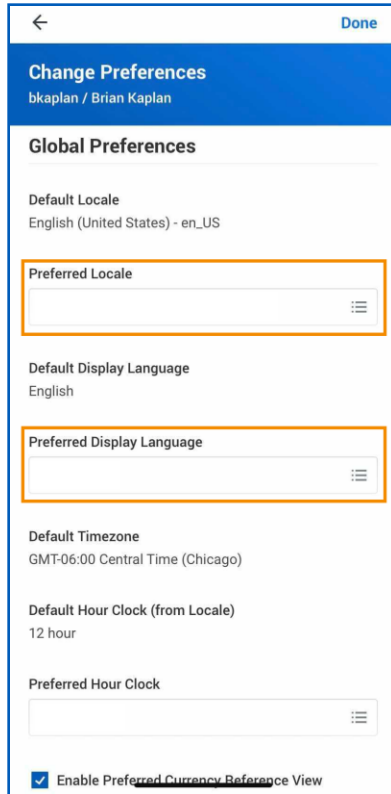 Done
Change Preferences
bkaplan / Brian Kaplan
Global Preferences
Default Locale
English (United States) - en_US
Preferred Locale
Default Display Language
English
Preferred Display Language
Default Timezone
GMT-06:00 Central Time (Chicago)
Default Hour Clock (from Locale)
12 hour
Preferred Hour Clock
Enable Preferred Currency Reference View